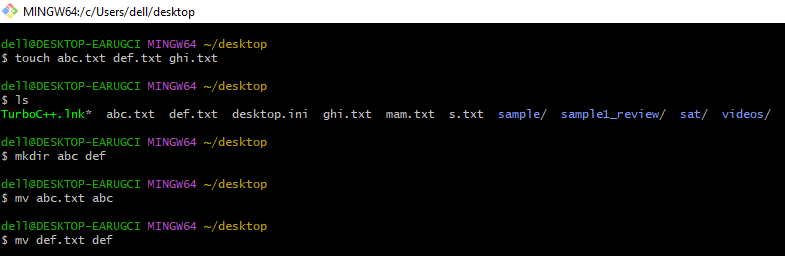 MINGW64:/c/Users/dell/desktop
dell@DESKTOP-EARUGCI MINGW64 ~/desktop
$ touch abc.txt def.txt ghi.txt
dell@DESKTOP-EARUGCI MINGW64 ~/desktop
$ ls
TurboC++.lnk*  abc.txt  def.txt  desktop.ini  ghi.txt  mam.txt  s.txt  sample/  sample1_review/  sat/  videos/
dell@DESKTOP-EARUGCI MINGW64 ~/desktop
$ mkdir abc def
dell@DESKTOP-EARUGCI MINGW64 ~/desktop
$ mv abc.txt abc
dell@DESKTOP-EARUGCI MINGW64 ~/desktop
$ mv def.txt def